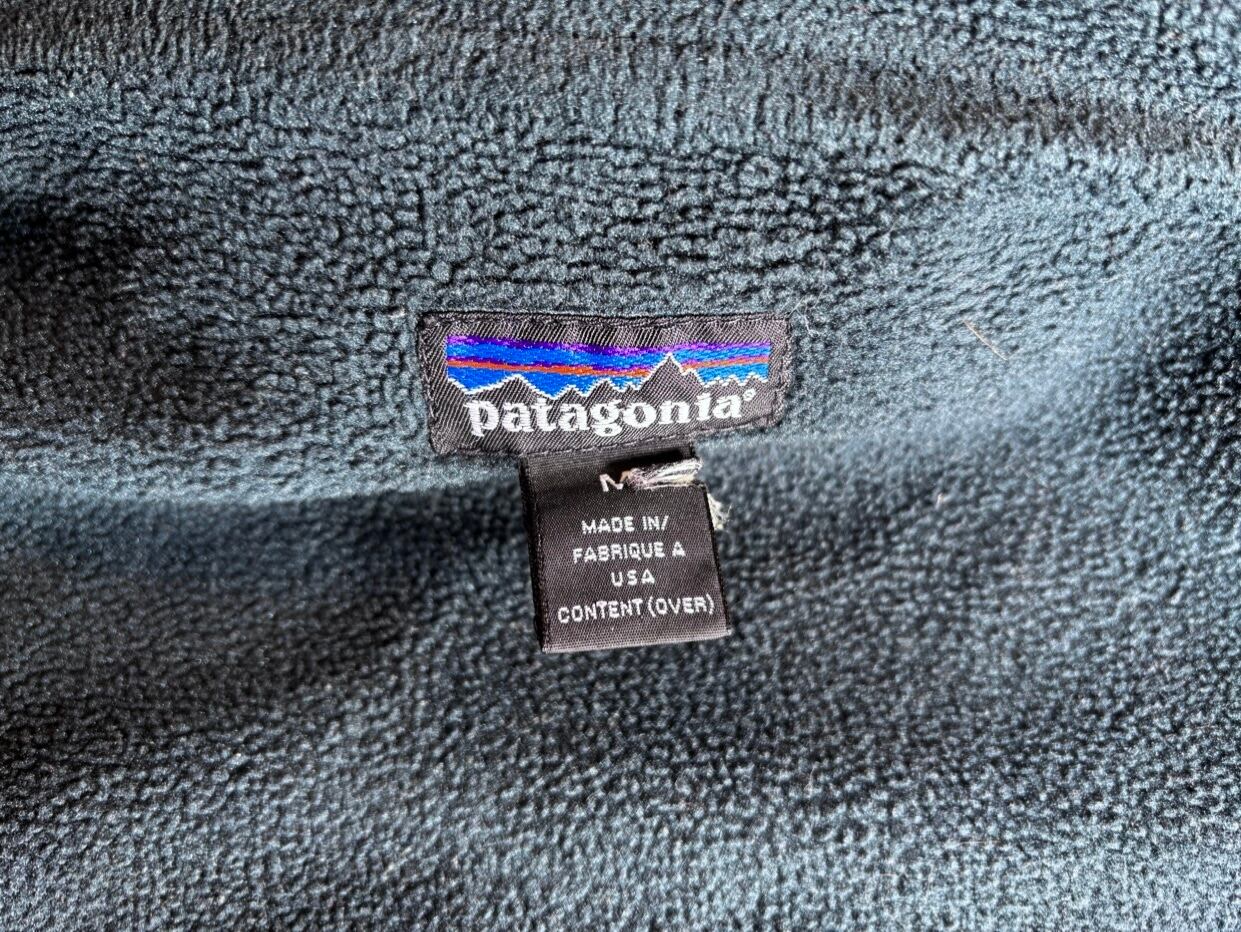 patagonia®
M
MADE IN/
FABRIQUE A
USA
CONTENT (OVER)